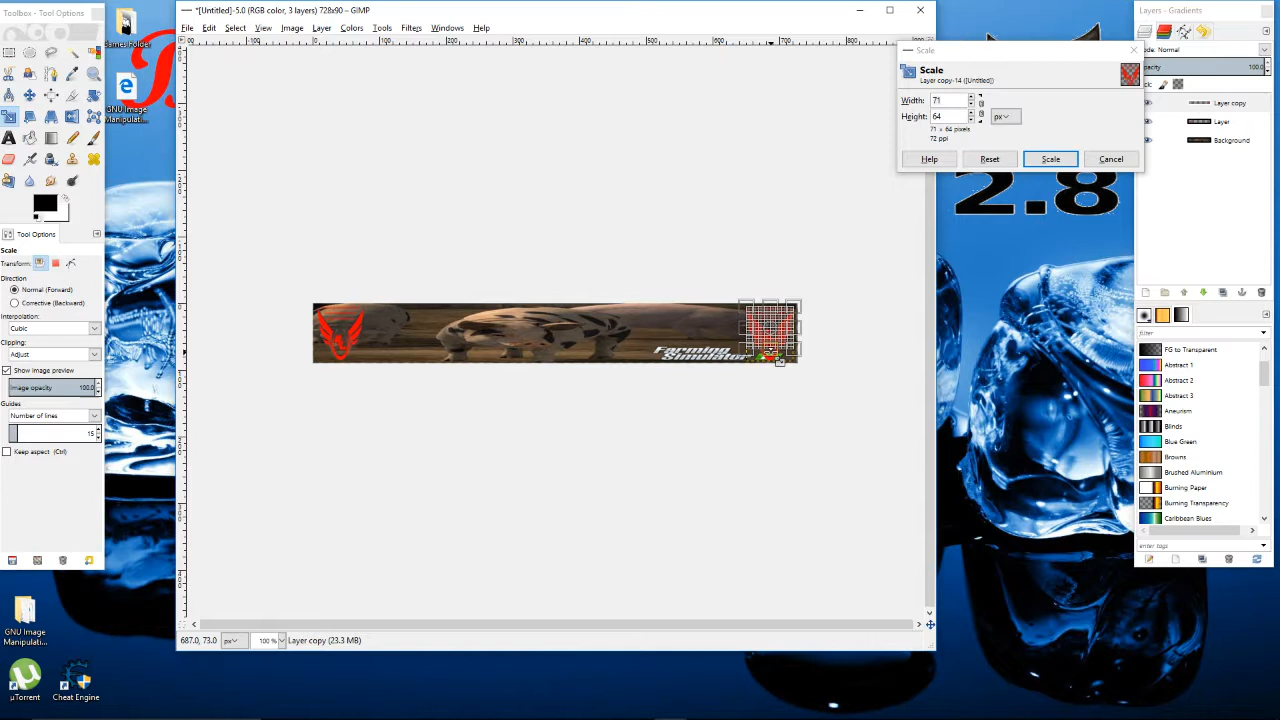 Toolbox - Tool Options
Scale
Transform:
Direction
Normal (Forward)
Corrective (Backward)
Interpolation:
Cubic
Clipping:
Adjust
Show image preview
Image opacity 100.0
Guides
Number of lines
15
Keep aspect (Ctrl)
Games Folder
GNU Image
Manipulati...
GNU Image
Manipulati...
µTorrent
Cheat Engine
*[Untitled]-5.0 (RGB color, 3 layers) 728x90 – GIMP
File Edit Select View Image Layer Colors Tools Filters Windows Help
Farming
Simulator
687.0, 73.0 px 100 % Layer copy (23.3 MB)
Scale
Scale
Layer copy-14 ([Untitled])
Width: 71
Height: 64 px
71 × 64 pixels
72 ppi
Help Reset Scale Cancel
2.8
Layers - Gradients
Mode: Normal
100.0
Layer copy
Layer
Background
filter
FG to Transparent
Abstract 1
Abstract 2
Abstract 3
Aneurism
Blinds
Blue Green
Browns
Brushed Aluminium
Burning Paper
Burning Transparency
Caribbean Blues
enter tags